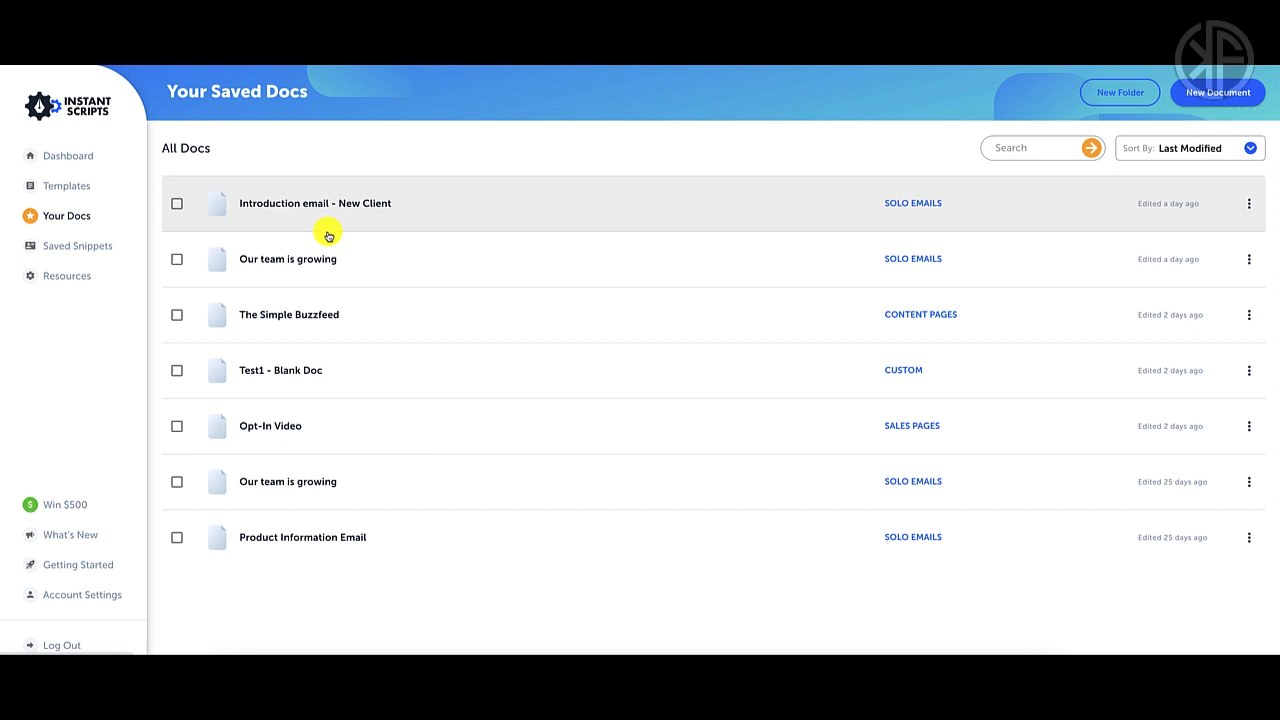 INSTANT
SCRIPTS
Your Saved Docs
New Folder
New Document
Dashboard
Templates
Your Docs
Saved Snippets
Resources
$ Win $500
What's New
Getting Started
Account Settings
Log Out
All Docs
Search
Sort By: Last Modified
Introduction email - New Client SOLO EMAILS Edited a day ago
Our team is growing SOLO EMAILS Edited a day ago
The Simple Buzzfeed CONTENT PAGES Edited 2 days ago
Test1 - Blank Doc CUSTOM Edited 2 days ago
Opt-In Video SALES PAGES Edited 2 days ago
Our team is growing SOLO EMAILS Edited 25 days ago
Product Information Email SOLO EMAILS Edited 25 days ago